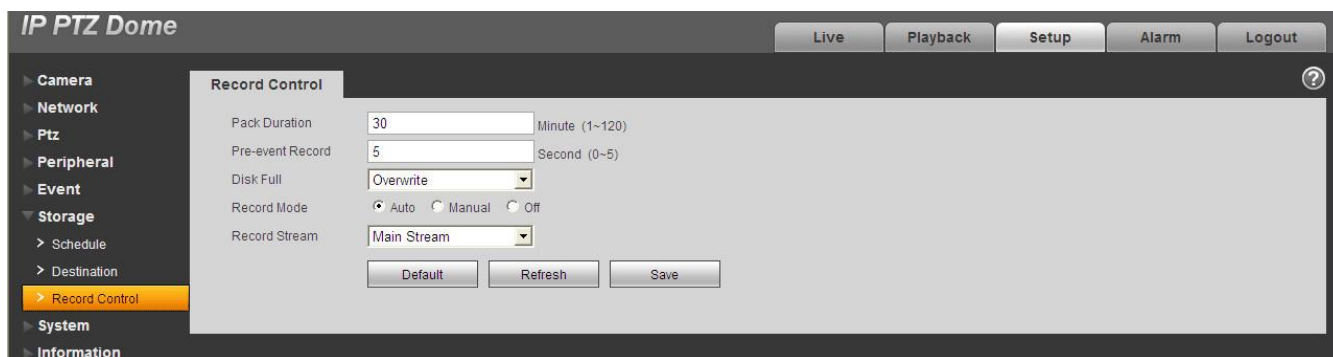 IP PTZ Dome
Live Playback Setup Alarm Logout
Camera
Network
Ptz
Peripheral
Event
Storage
> Schedule
> Destination
> Record Control
System
Information
Record Control
?
Pack Duration 30 Minute (1~120)
Pre-event Record 5 Second (0~5)
Disk Full Overwrite
Record Mode Auto Manual Off
Record Stream Main Stream
Default Refresh Save